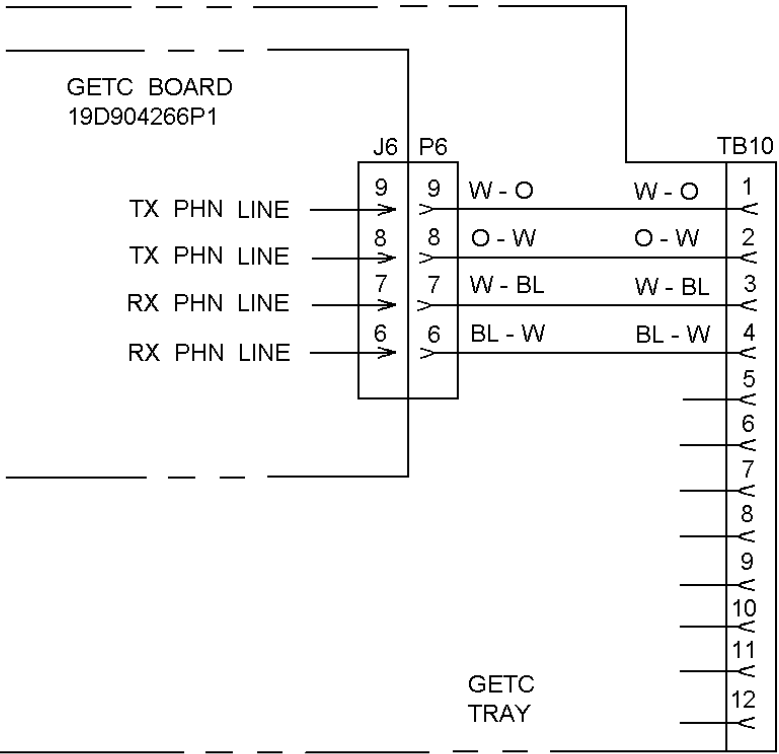 GETC BOARD
19D904266P1
J6 P6 TB10
9 9 W - O W - O 1
TX PHN LINE
8 8 O - W O - W 2
TX PHN LINE
7 7 W - BL W - BL 3
RX PHN LINE
6 6 BL - W BL - W 4
RX PHN LINE
5
6
7
8
9
10
11
GETC
12
TRAY